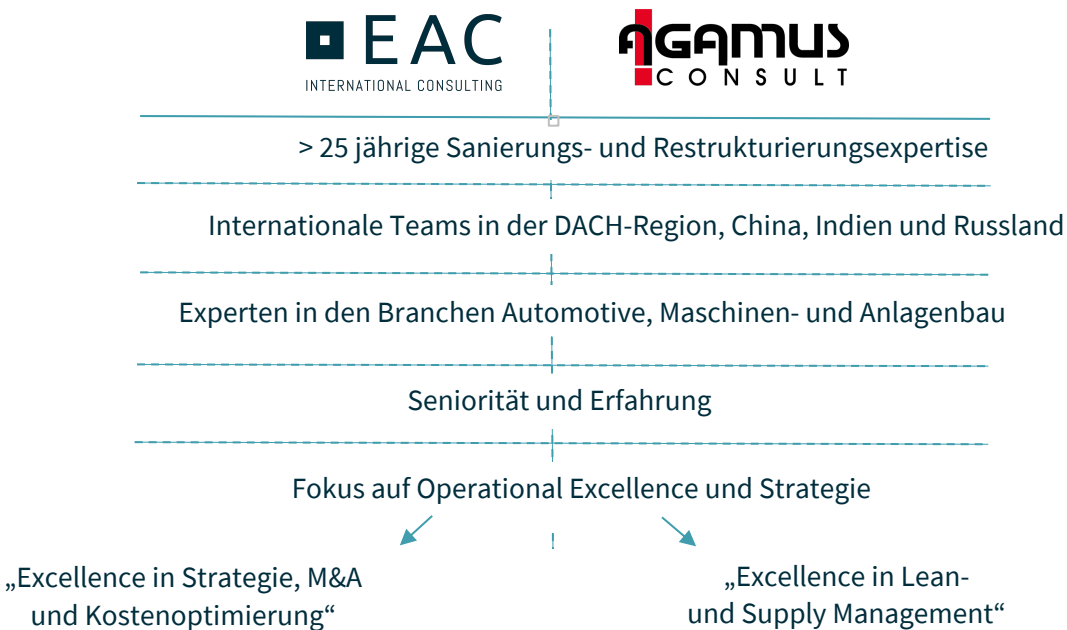 EAC
INTERNATIONAL CONSULTING
AGAMUS
CONSULT
> 25 jährige Sanierungs- und Restrukturierungsexpertise
Internationale Teams in der DACH-Region, China, Indien und Russland
Experten in den Branchen Automotive, Maschinen- und Anlagenbau
Seniorität und Erfahrung
Fokus auf Operational Excellence und Strategie
„Excellence in Strategie, M&A
und Kostenoptimierung“
„Excellence in Lean-
und Supply Management“